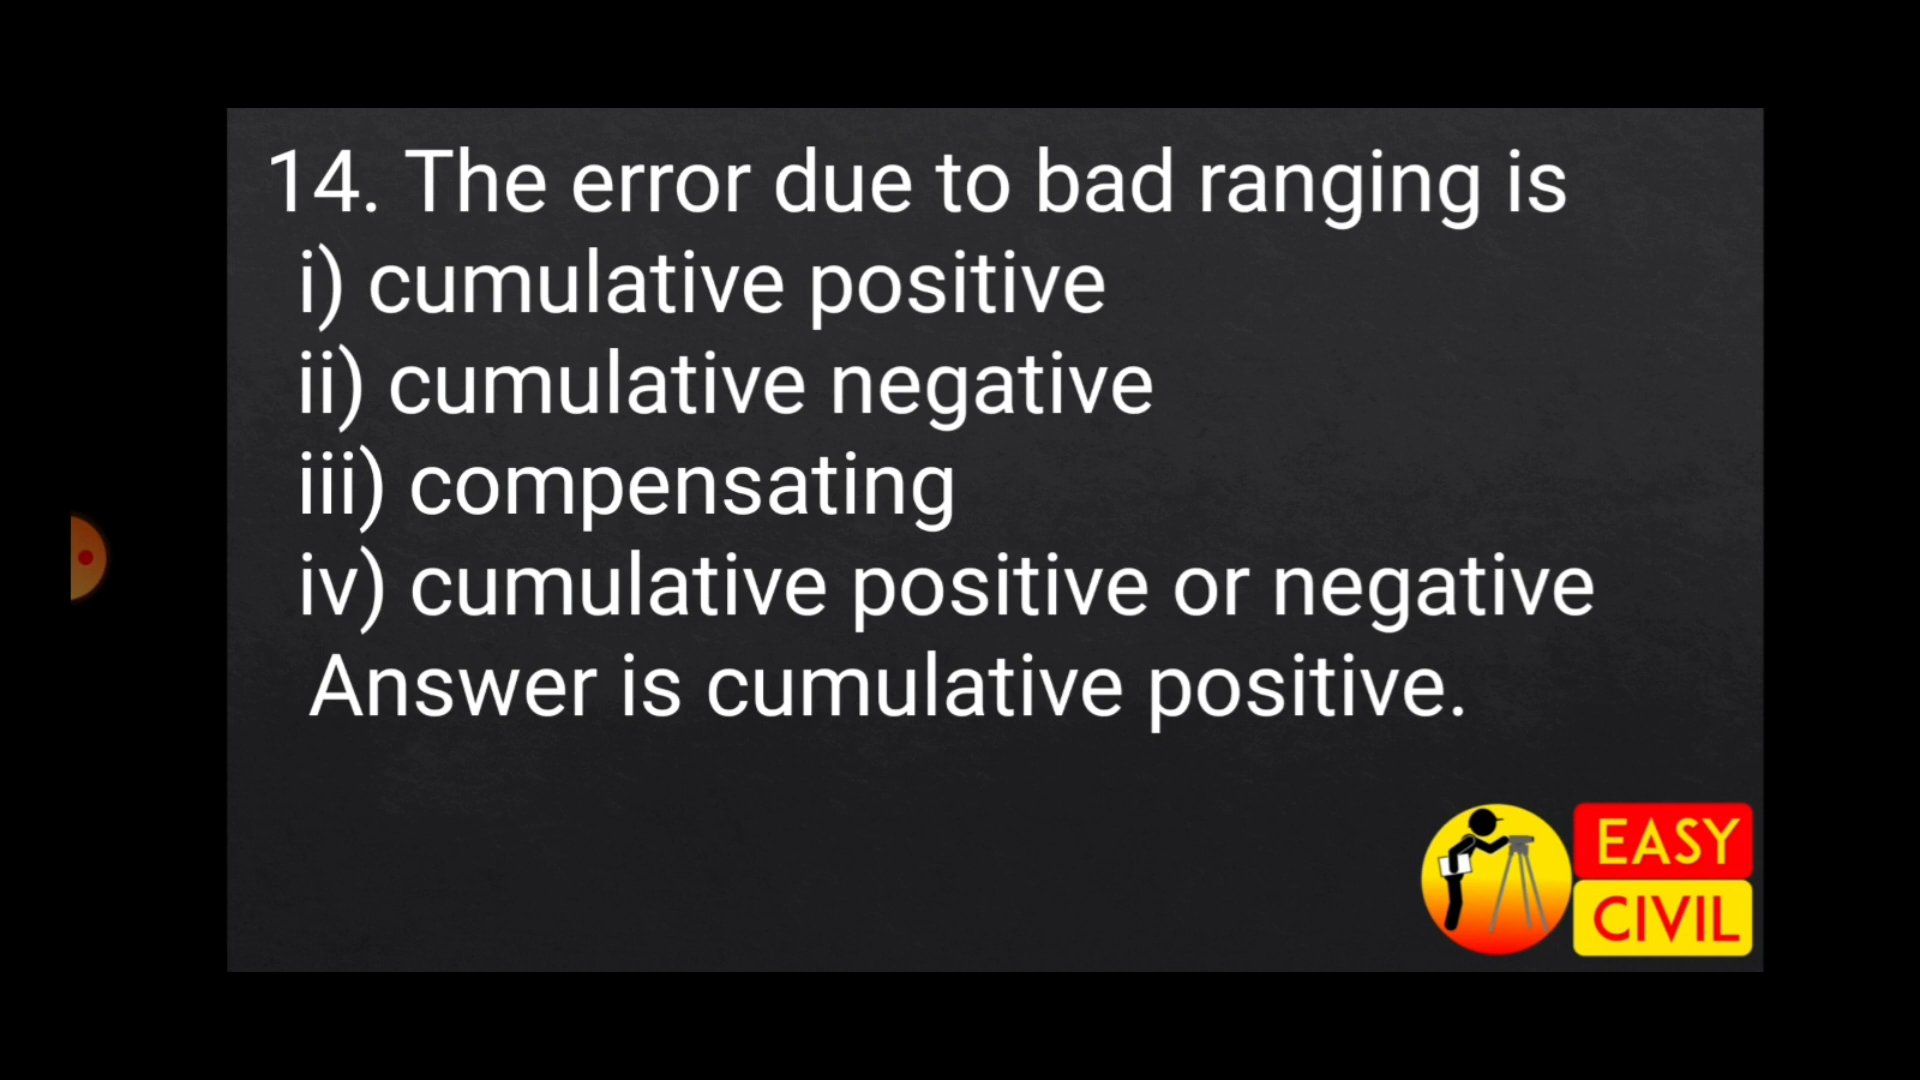 14. The error due to bad ranging is
i) cumulative positive
ii) cumulative negative
iii) compensating
iv) cumulative positive or negative
Answer is cumulative positive.
EASY
CIVIL